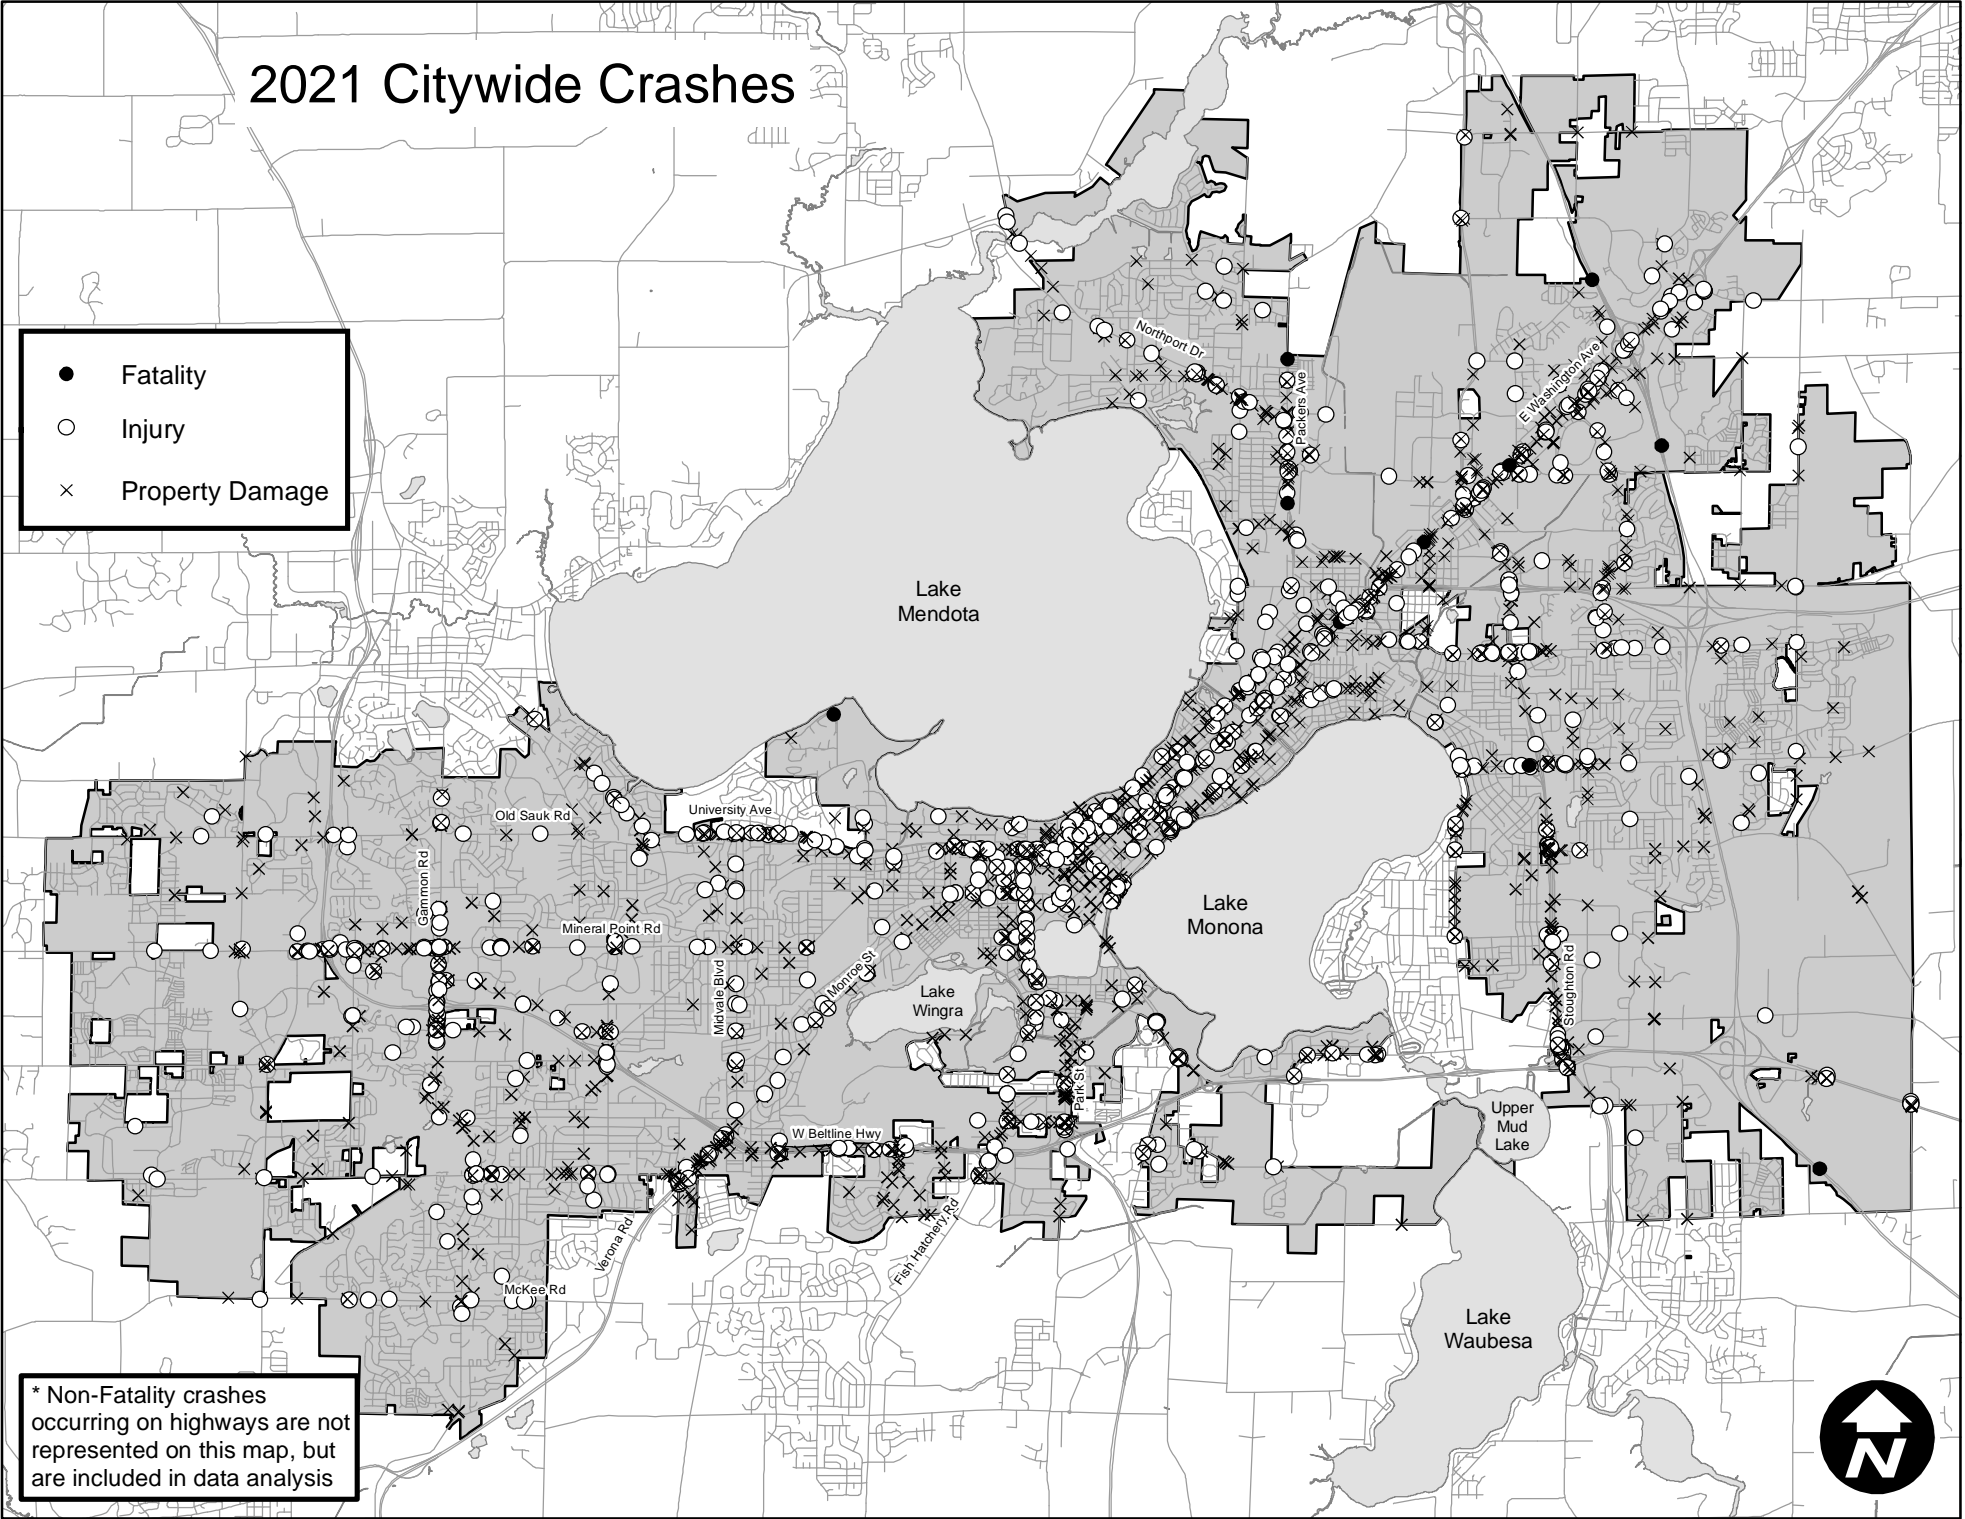 2021 Citywide Crashes
Fatality
Injury
Property Damage
Northport Dr
Packers Ave
E Washington Ave
Lake
Mendota
University Ave
Old Sauk Rd
Gammon Rd
Mineral Point Rd
Midvale Blvd
Monroe St
Lake
Wingra
Lake
Monona
Stoughton Rd
Park St
W Beltline Hwy
Upper
Mud
Lake
Verona Rd
Fish Hatchery Rd
McKee Rd
Lake
Waubesa
* Non-Fatality crashes
occurring on highways are not
represented on this map, but
are included in data analysis
N